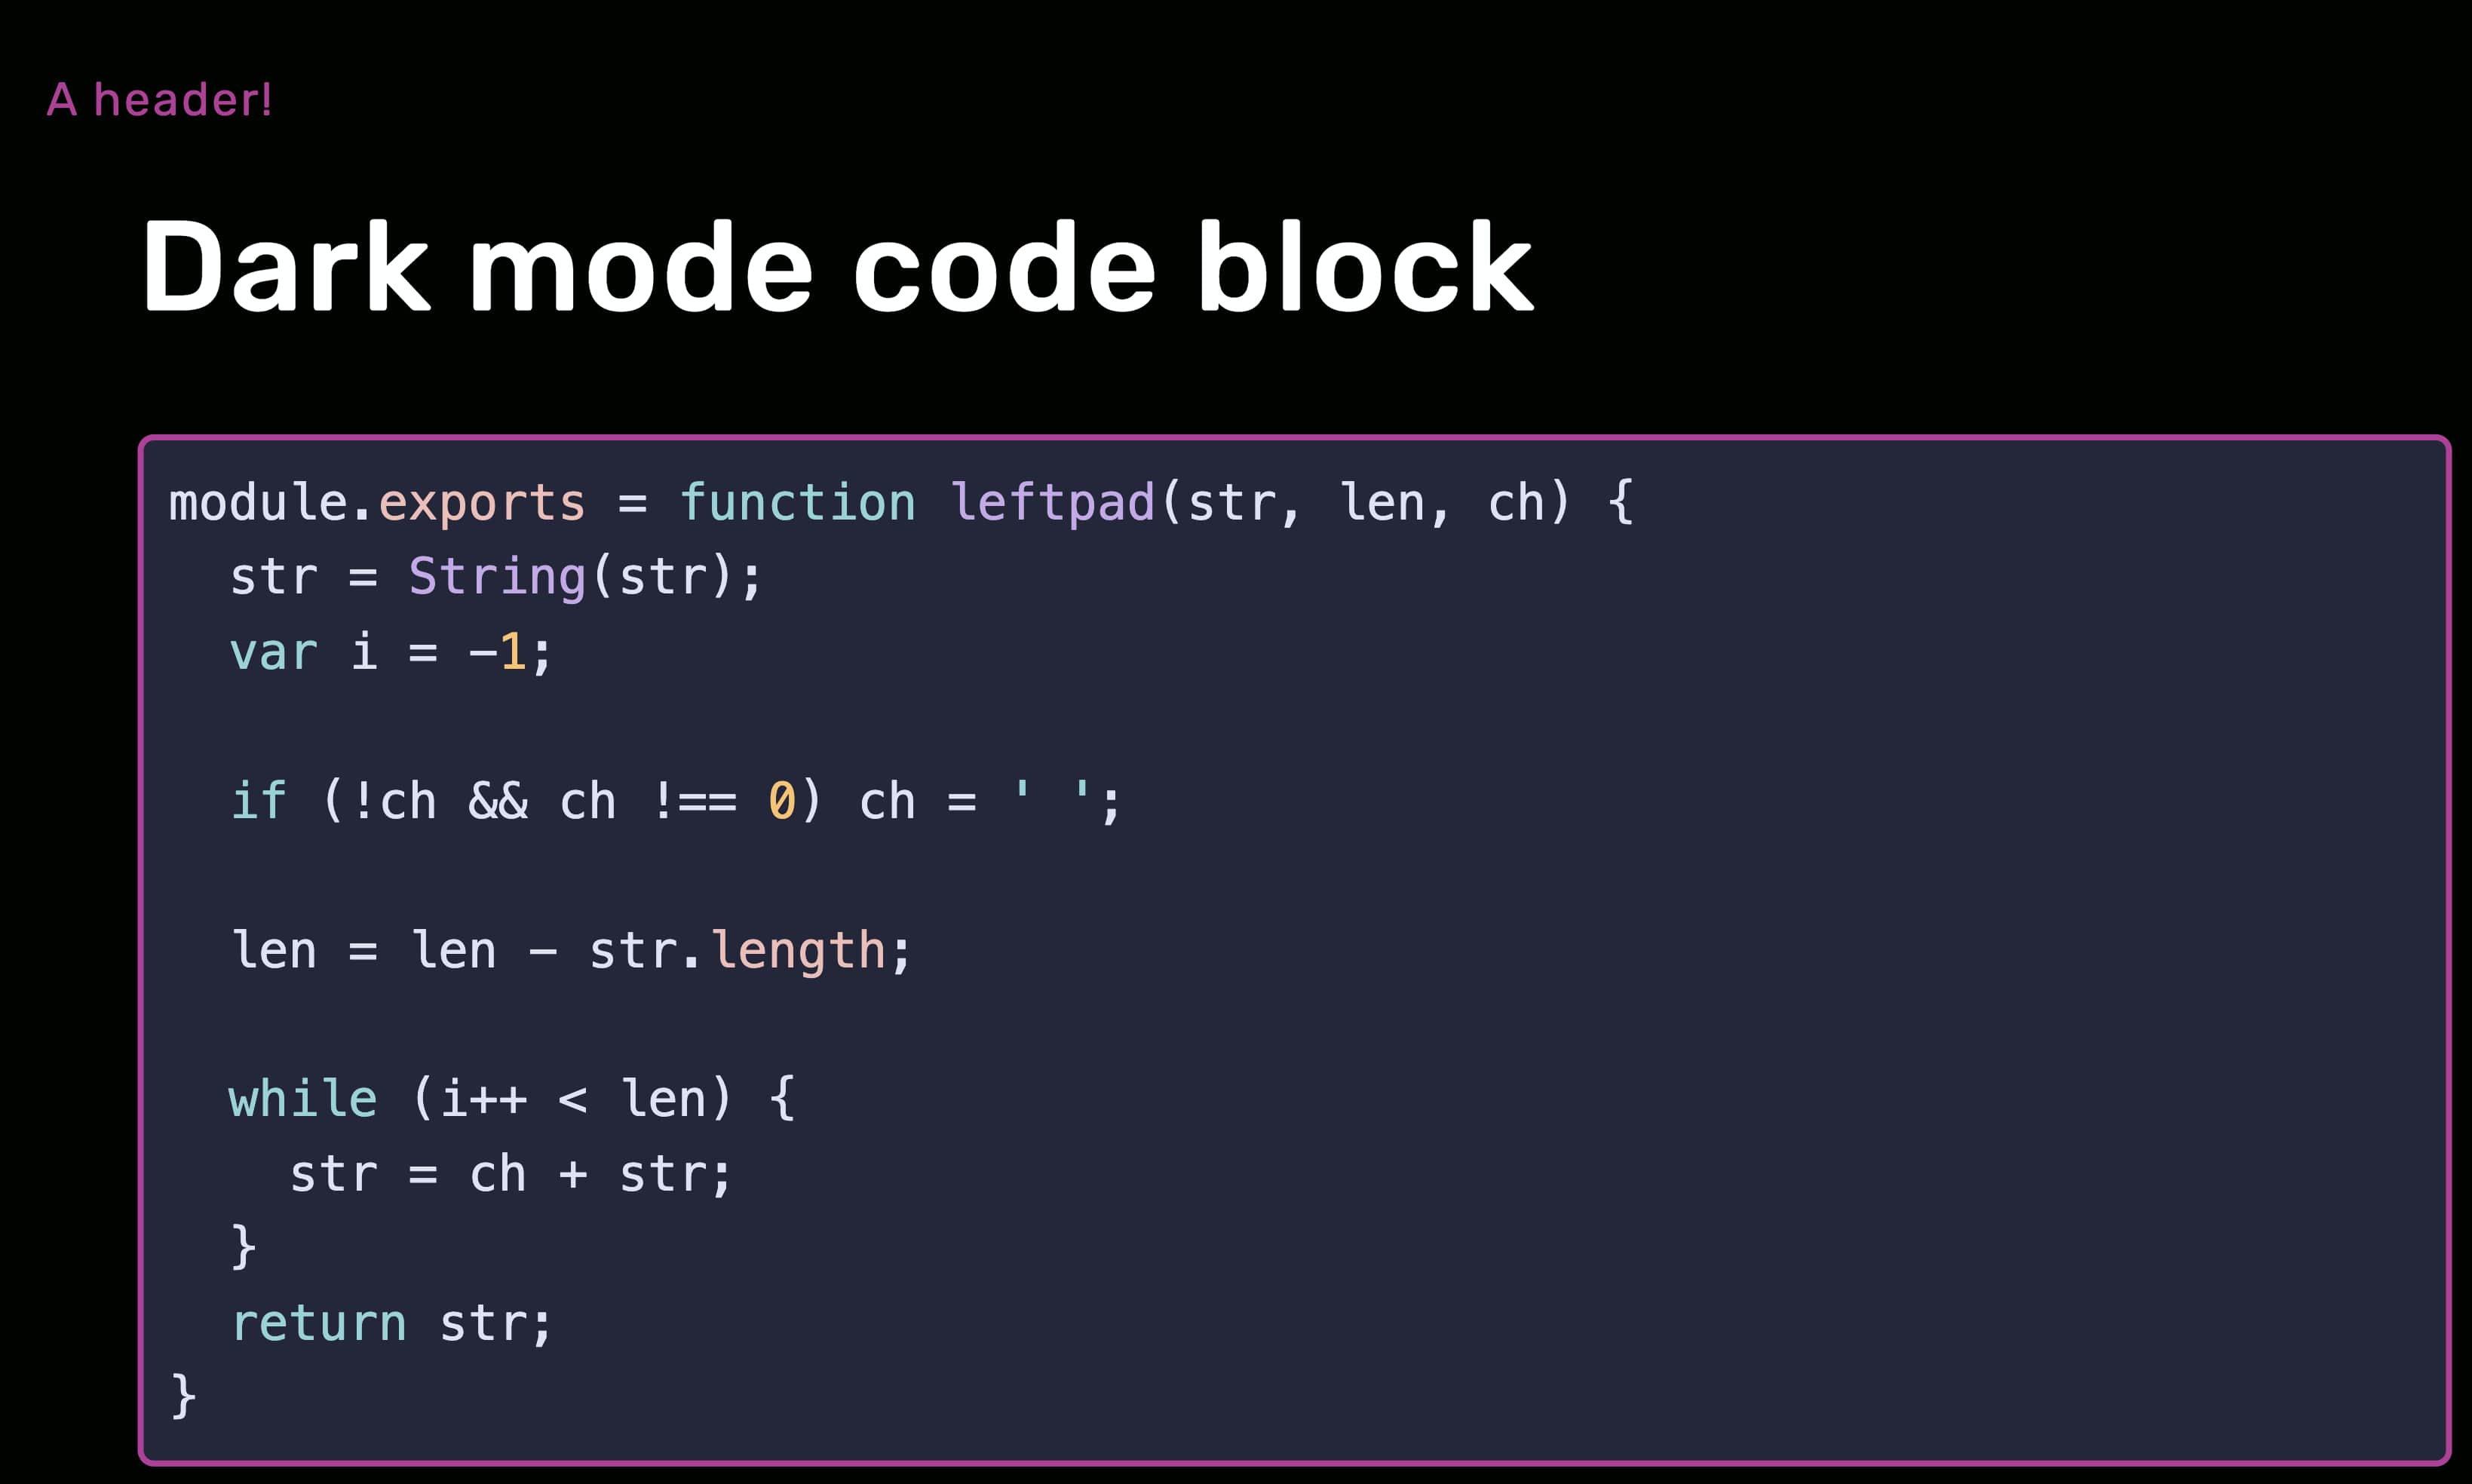 A header!
Dark mode code block
module.exports = function leftpad(str, len, ch) {
  str = String(str);
  var i = -1;

  if (!ch && ch !== 0) ch = ' ';

  len = len - str.length;

  while (i++ < len) {
    str = ch + str;
  }
  return str;
}